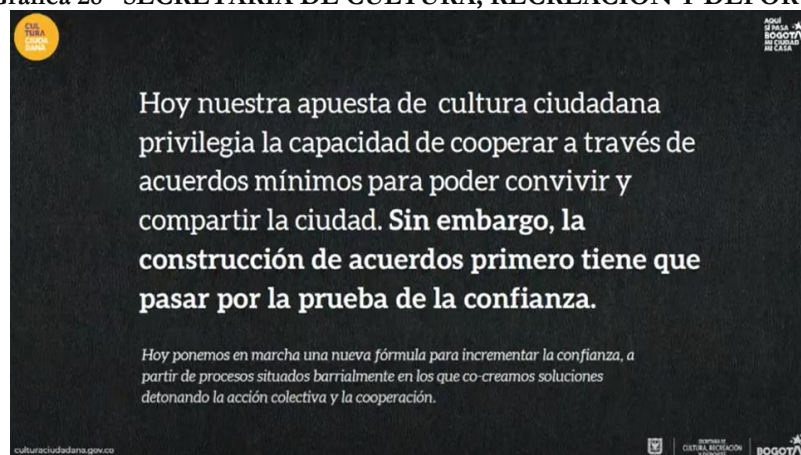 SECRETARÍA DE CULTURA, RECREACIÓN Y DEPOR
CUL
TURA
CIUDA
DANA
AQUÍ
SÍ PASA
BOGOTÁ
MI CIUDAD
MI CASA
Hoy nuestra apuesta de cultura ciudadana
privilegia la capacidad de cooperar a través de
acuerdos mínimos para poder convivir y
compartir la ciudad. Sin embargo, la
construcción de acuerdos primero tiene que
pasar por la prueba de la confianza.
Hoy ponemos en marcha una nueva fórmula para incrementar la confianza, a
partir de procesos situados barrialmente en los que co-creamos soluciones
detonando la acción colectiva y la cooperación.
culturaciudadana.gov.co
SECRETARÍA DE
CULTURA, RECREACIÓN
Y DEPORTE
BOGOTÁ